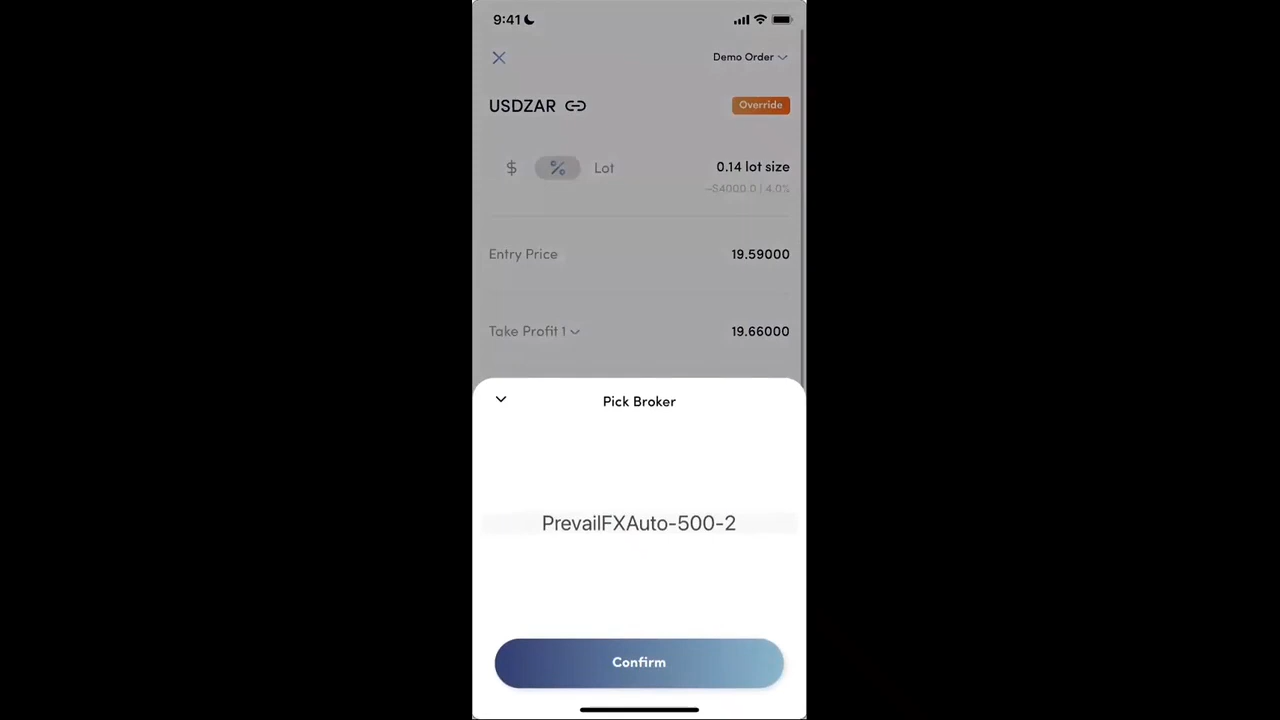 9:41
Demo Order
USDZAR
Override
$ % Lot
0.14 lot size
~$4000.0 | 4.0%
Entry Price
19.59000
Take Profit 1
19.66000
Pick Broker
PrevailFXAuto-500-2
Confirm